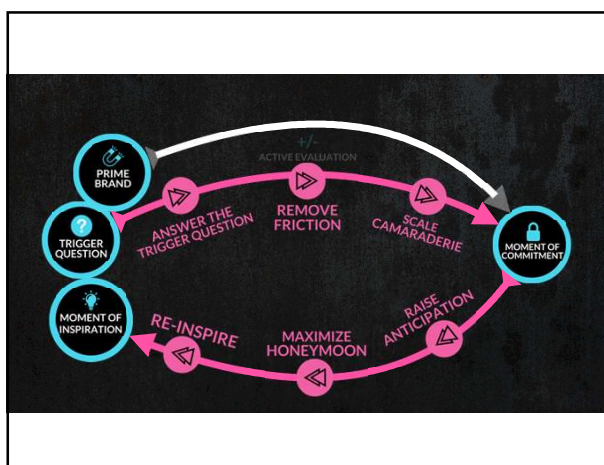 +/-
ACTIVE EVALUATION
PRIME
BRAND
?
TRIGGER
QUESTION
ANSWER THE
TRIGGER QUESTION
REMOVE
FRICTION
SCALE
CAMARADERIE
MOMENT OF
COMMITMENT
MOMENT OF
INSPIRATION
RE-INSPIRE
MAXIMIZE
HONEYMOON
RAISE
ANTICIPATION